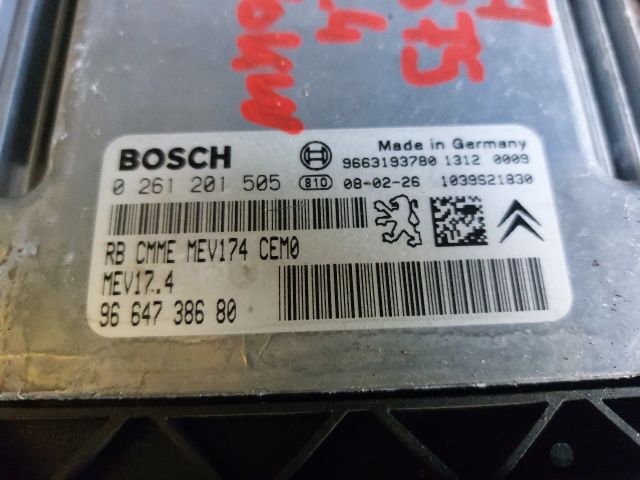 BOSCH
Made in Germany
9663193780 1312 0009
0 261 201 505 810 08-02-26 1039S21830
RB CMME MEV174 CEM0
MEV17.4
96 647 386 80